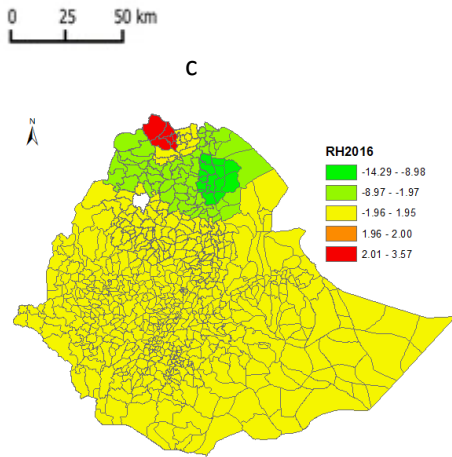 0 25 50 km
C
N
RH2016
-14.29 - -8.98
-8.97 - -1.97
-1.96 - 1.95
1.96 - 2.00
2.01 - 3.57